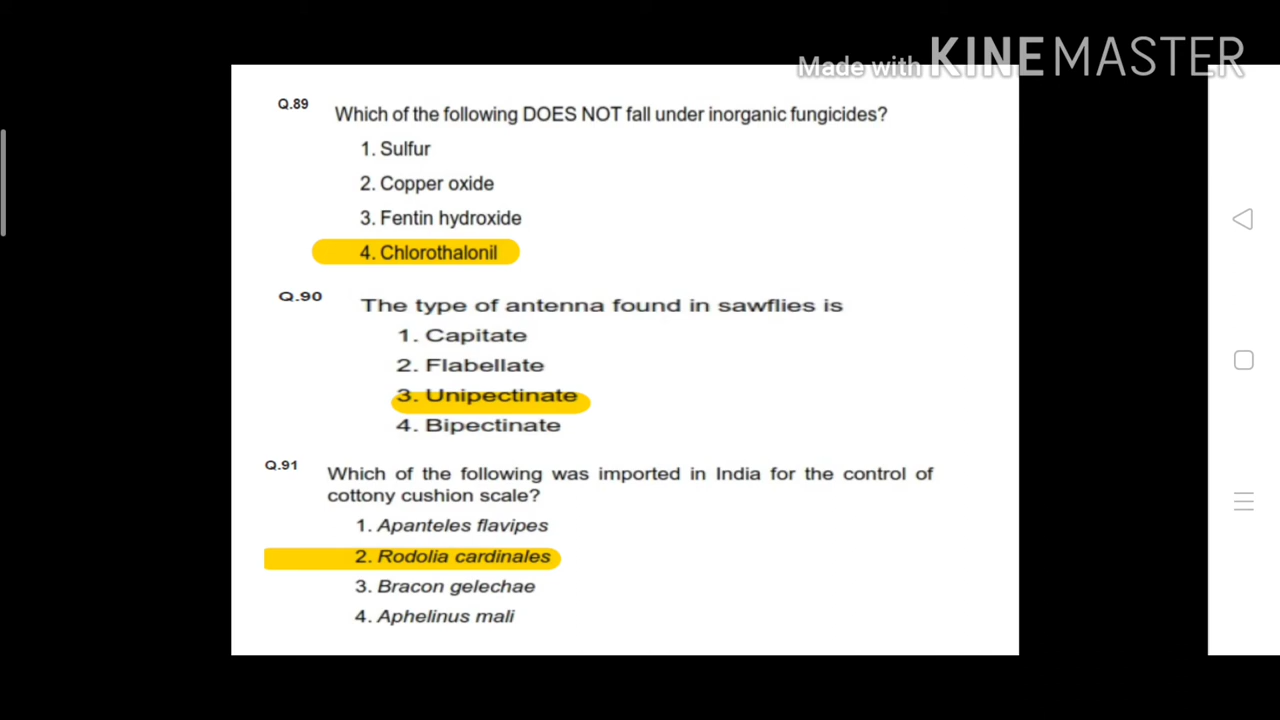 Made with KINEMASTER
Q.89 Which of the following DOES NOT fall under inorganic fungicides?
1. Sulfur
2. Copper oxide
3. Fentin hydroxide
4. Chlorothalonil
Q.90 The type of antenna found in sawflies is
1. Capitate
2. Flabellate
3. Unipectinate
4. Bipectinate
Q.91 Which of the following was imported in India for the control of
cottony cushion scale?
1. Apanteles flavipes
2. Rodolia cardinales
3. Bracon gelechae
4. Aphelinus mali